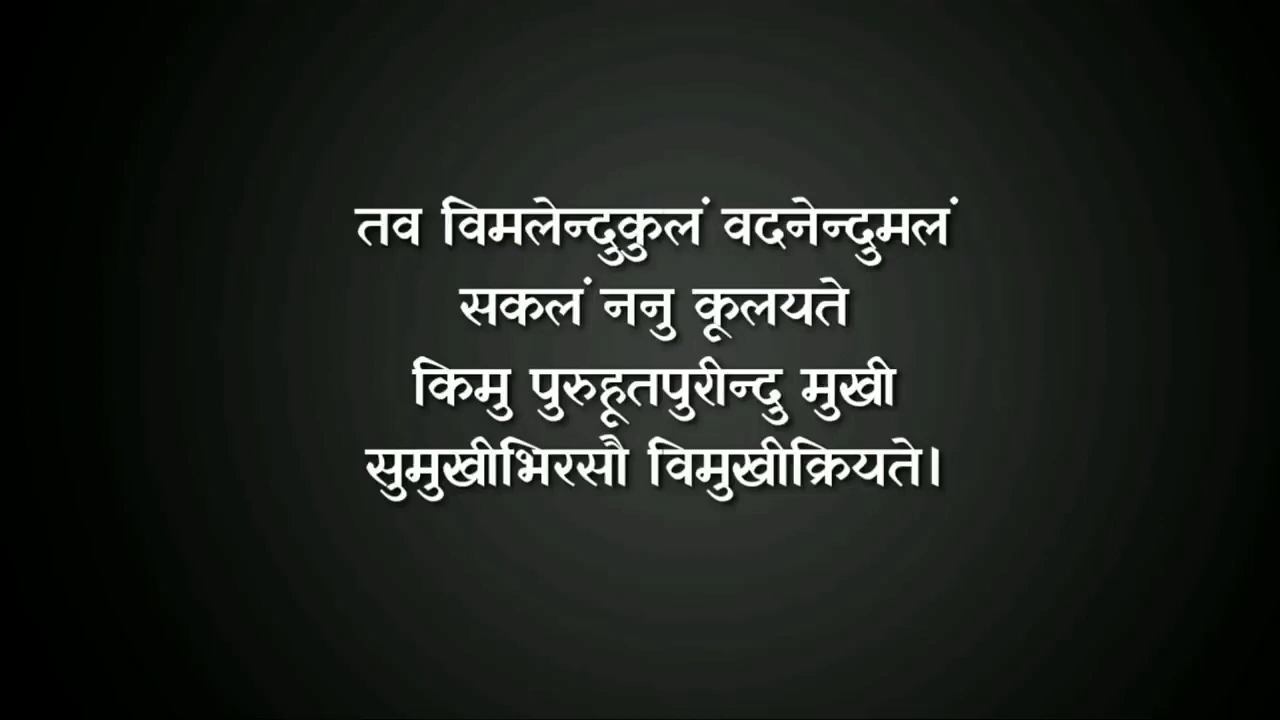 तव विमलेन्दुकुलं वदनेन्दुमलं
सकलं ननु कूलयते
किमु पुरुहूतपुरीन्दु मुखी
सुमुखीभिरसौ विमुखीक्रियते।